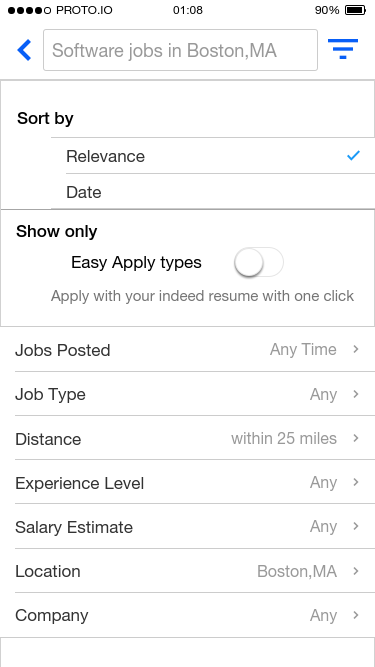 PROTO.IO 01:08 90%
Software jobs in Boston,MA
Sort by
Relevance
Date
Show only
Easy Apply types
Apply with your indeed resume with one click
Jobs Posted Any Time
Job Type Any
Distance within 25 miles
Experience Level Any
Salary Estimate Any
Location Boston,MA
Company Any